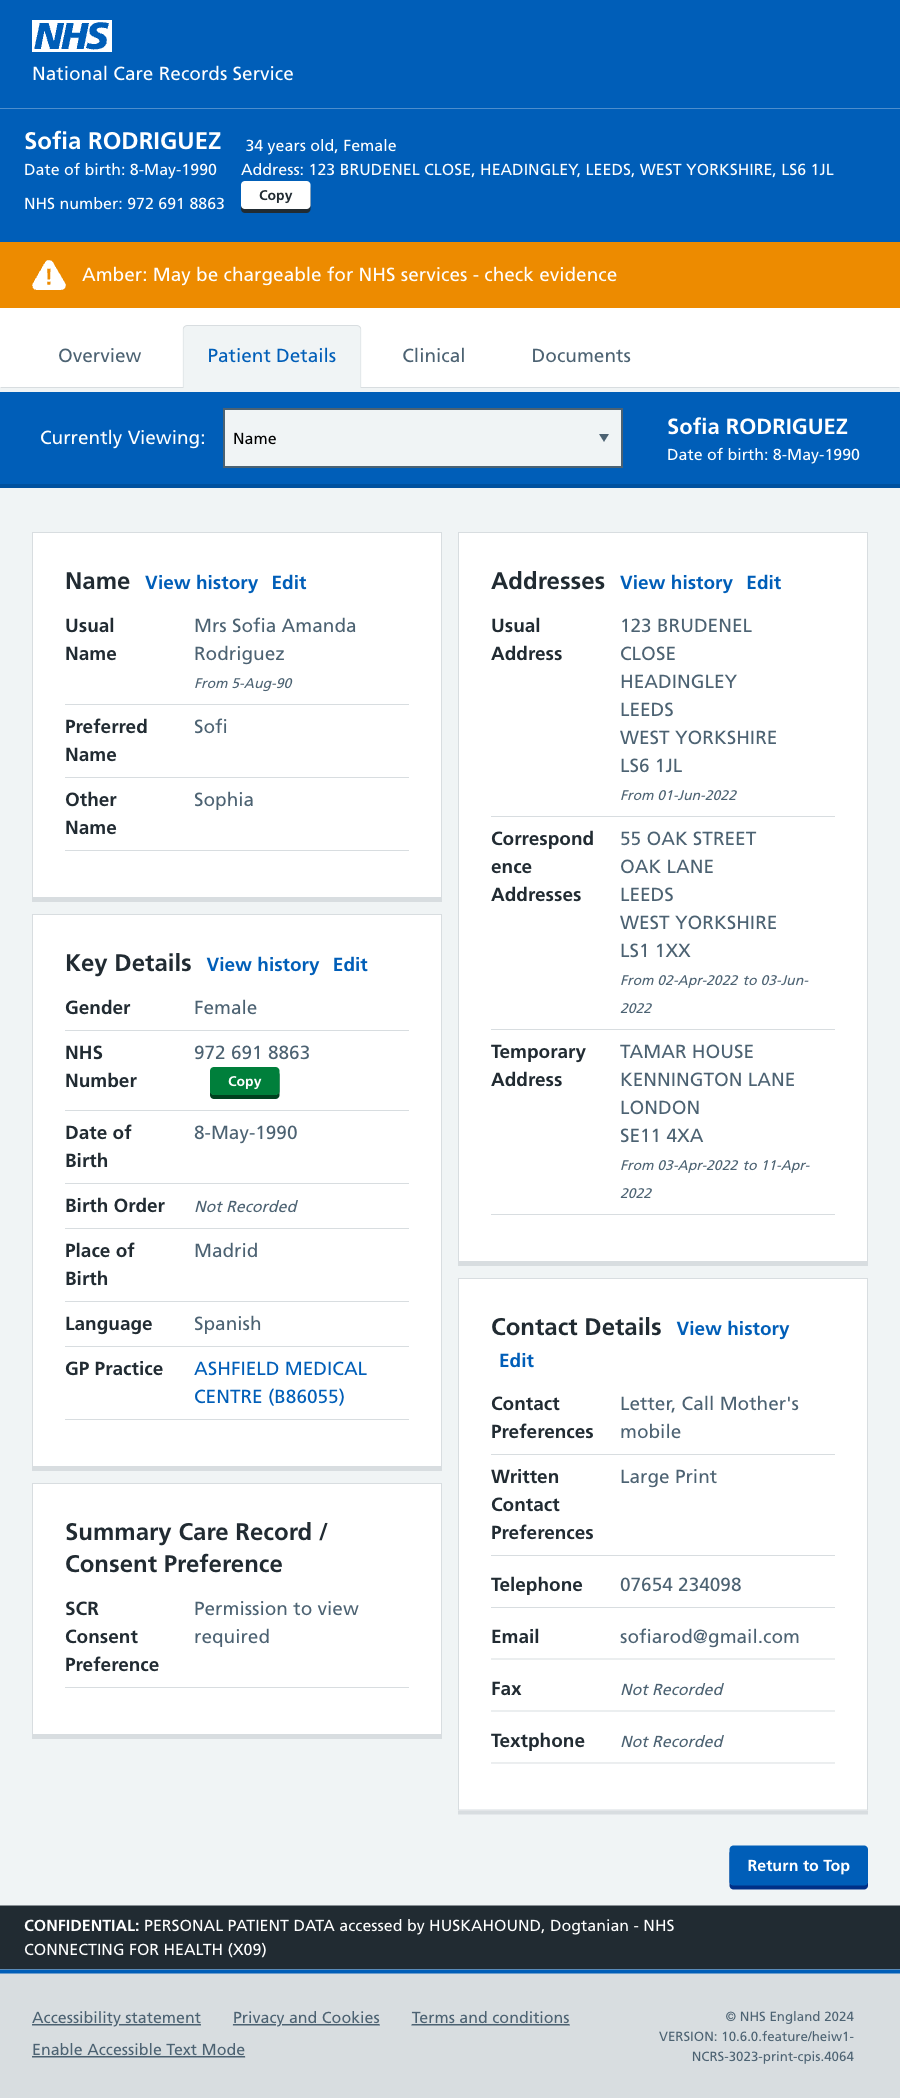 NHS
National Care Records Service
Sofia RODRIGUEZ
34 years old, Female
Date of birth: 8-May-1990
Address: 123 BRUDENEL CLOSE, HEADINGLEY, LEEDS, WEST YORKSHIRE, LS6 1JL
NHS number: 972 691 8863
Copy
Amber: May be chargeable for NHS services - check evidence
Overview
Patient Details
Clinical
Documents
Currently Viewing:
Name
Sofia RODRIGUEZ
Date of birth: 8-May-1990
Name View history Edit
Usual
Name
Mrs Sofia Amanda
Rodriguez
From 5-Aug-90
Preferred
Name
Sofi
Other
Name
Sophia
Key Details View history Edit
Gender
Female
NHS
Number
972 691 8863
Copy
Date of
Birth
8-May-1990
Birth Order
Not Recorded
Place of
Birth
Madrid
Language
Spanish
GP Practice
ASHFIELD MEDICAL
CENTRE (B86055)
Summary Care Record /
Consent Preference
SCR
Consent
Preference
Permission to view
required
Addresses View history Edit
Usual
Address
123 BRUDENEL
CLOSE
HEADINGLEY
LEEDS
WEST YORKSHIRE
LS6 1JL
From 01-Jun-2022
Correspond
ence
Addresses
55 OAK STREET
OAK LANE
LEEDS
WEST YORKSHIRE
LS1 1XX
From 02-Apr-2022 to 03-Jun-
2022
Temporary
Address
TAMAR HOUSE
KENNINGTON LANE
LONDON
SE11 4XA
From 03-Apr-2022 to 11-Apr-
2022
Contact Details View history
Edit
Contact
Preferences
Letter, Call Mother's
mobile
Written
Contact
Preferences
Large Print
Telephone
07654 234098
Email
sofiarod@gmail.com
Fax
Not Recorded
Textphone
Not Recorded
Return to Top
CONFIDENTIAL: PERSONAL PATIENT DATA accessed by HUSKAHOUND, Dogtanian - NHS
CONNECTING FOR HEALTH (X09)
Accessibility statement
Privacy and Cookies
Terms and conditions
Enable Accessible Text Mode
© NHS England 2024
VERSION: 10.6.0.feature/heiw1-
NCRS-3023-print-cpis.4064